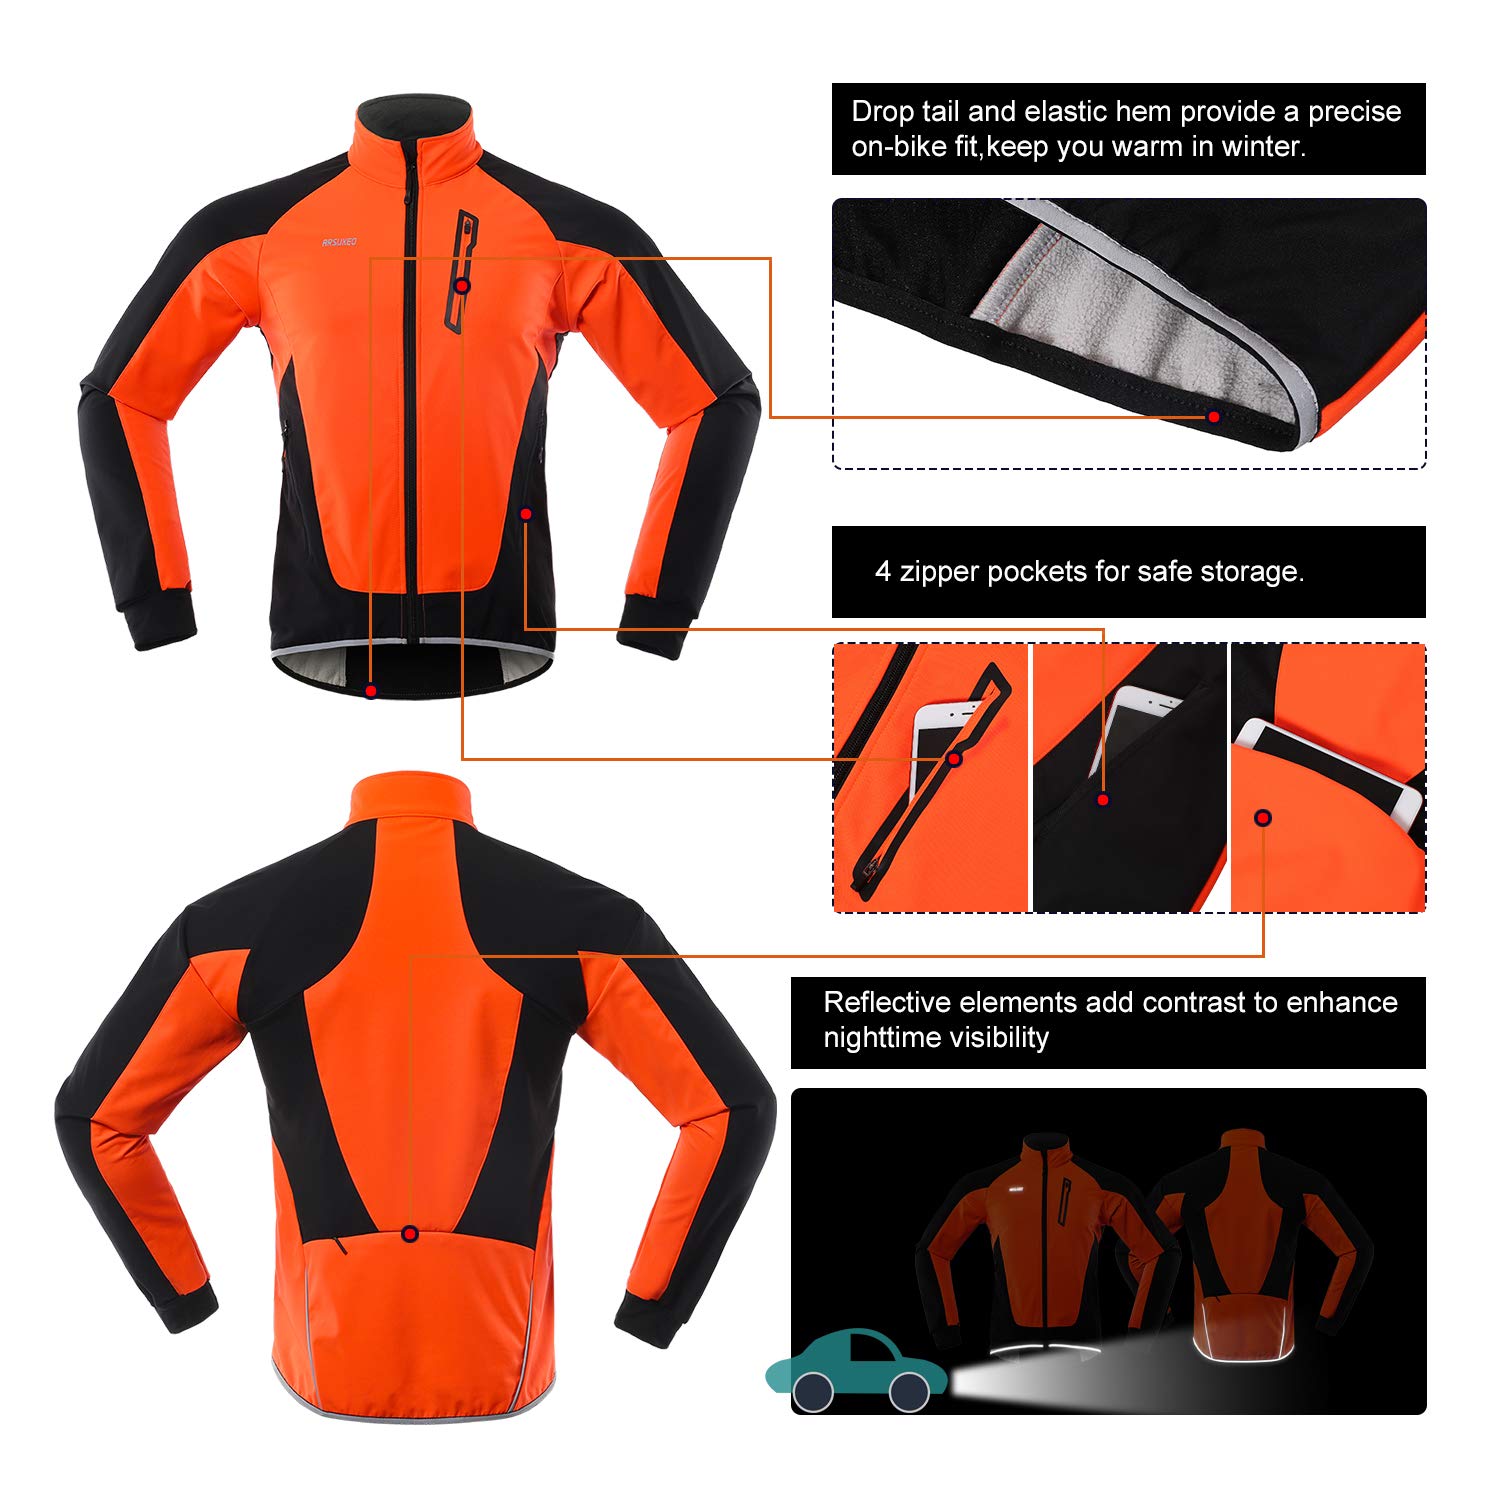 ARSUXEO
Drop tail and elastic hem provide a precise
on-bike fit,keep you warm in winter.
4 zipper pockets for safe storage.
Reflective elements add contrast to enhance
nighttime visibility
ARSUXEO